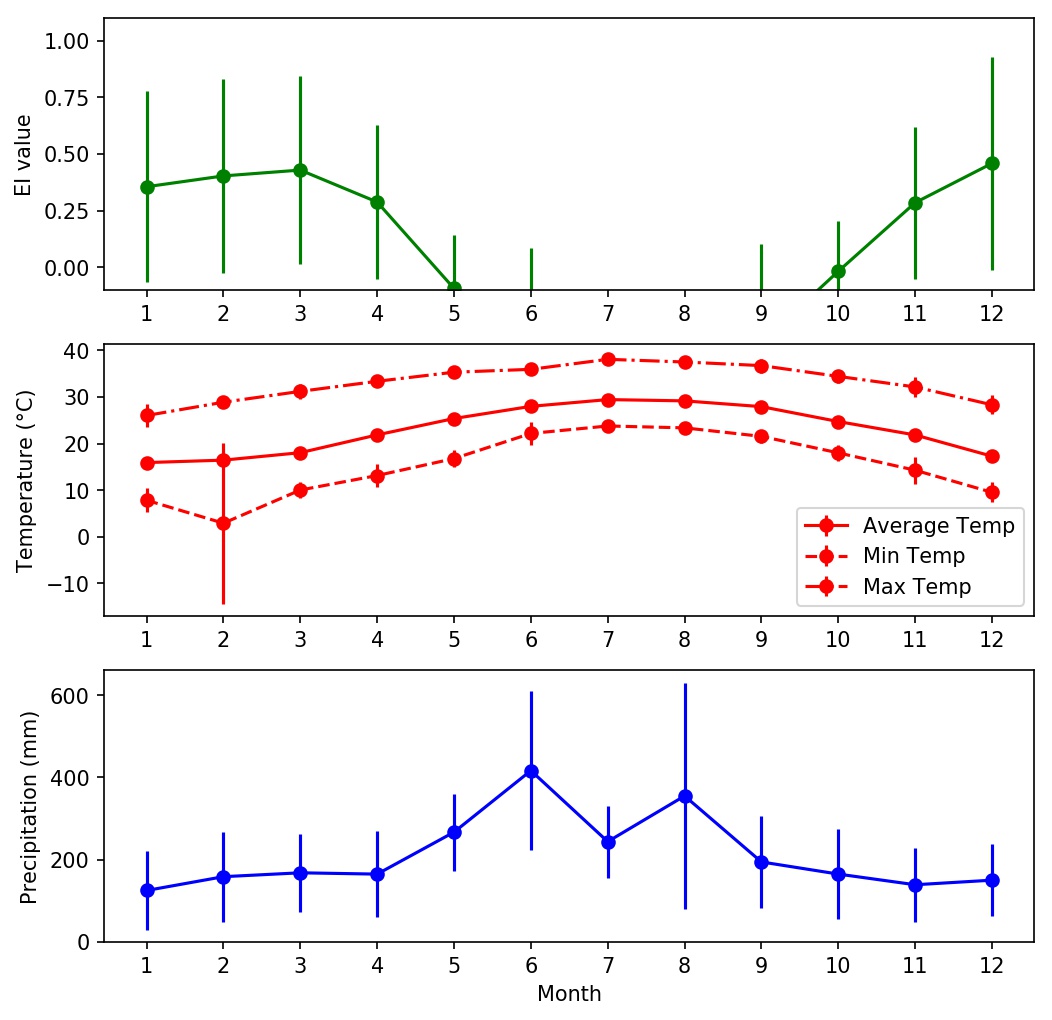 1.00
0.75
0.50
0.25
0.00
EI value
1 2 3 4 5 6 7 8 9 10 11 12
40
30
20
10
0
−10
Temperature (°C)
Average Temp
Min Temp
Max Temp
1 2 3 4 5 6 7 8 9 10 11 12
600
400
200
0
Precipitation (mm)
1 2 3 4 5 6 7 8 9 10 11 12
Month